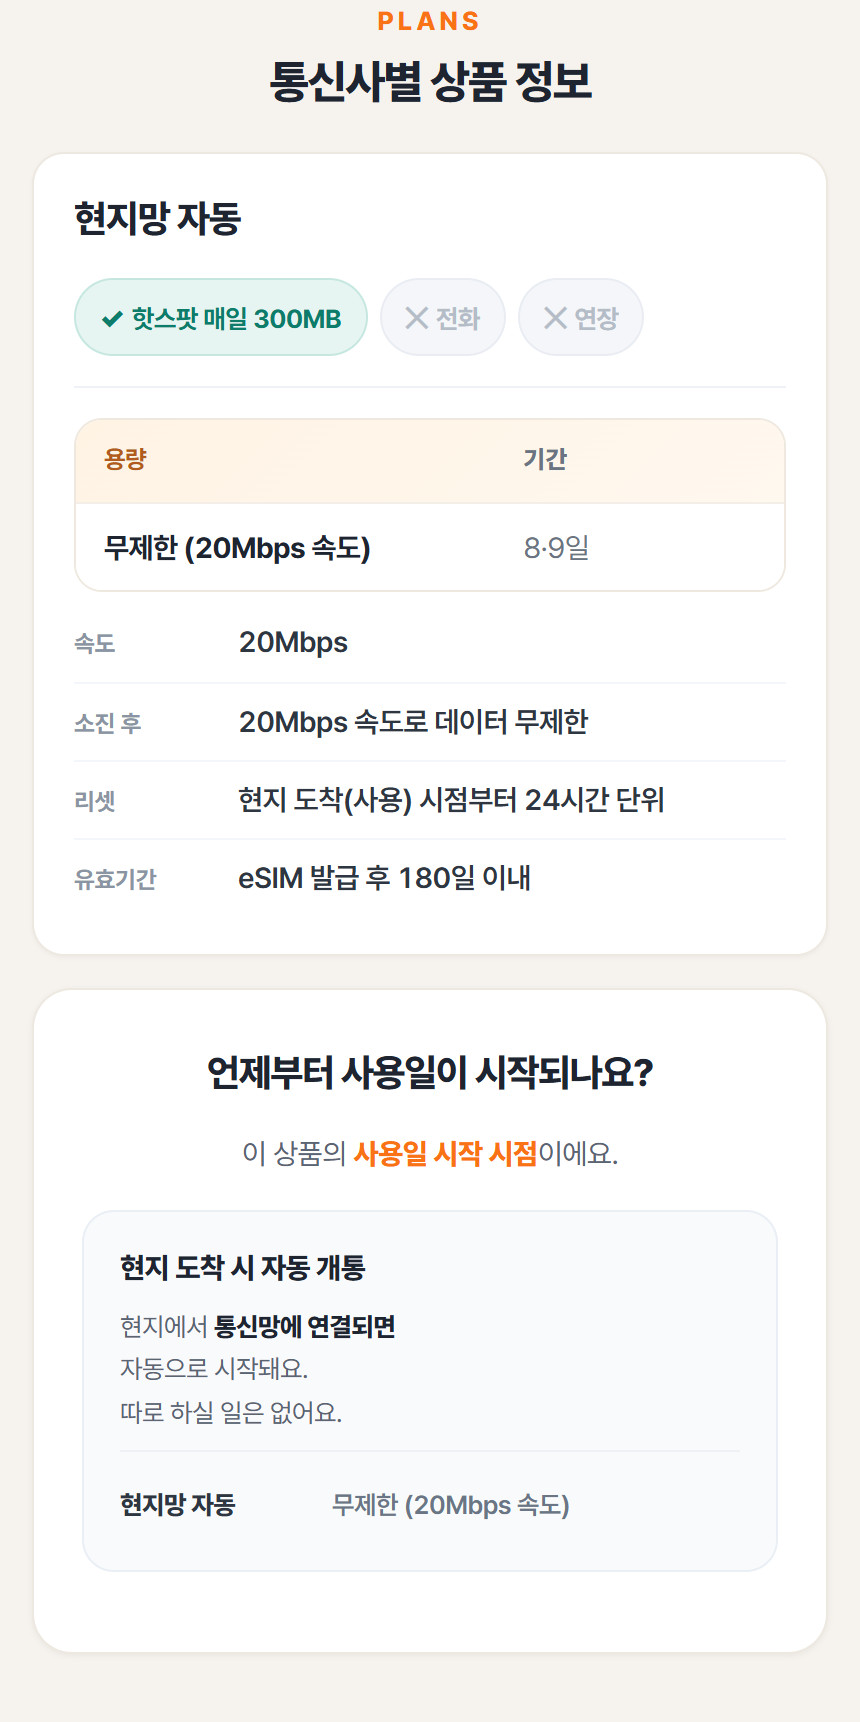 PLANS
통신사별 상품 정보
현지망 자동
✓ 핫스팟 매일 300MB
✕ 전화
✕ 연장
용량 기간
무제한 (20Mbps 속도) 8·9일
속도 20Mbps
소진 후 20Mbps 속도로 데이터 무제한
리셋 현지 도착(사용) 시점부터 24시간 단위
유효기간 eSIM 발급 후 180일 이내
언제부터 사용일이 시작되나요?
이 상품의 사용일 시작 시점이에요.
현지 도착 시 자동 개통
현지에서 통신망에 연결되면
자동으로 시작돼요.
따로 하실 일은 없어요.
현지망 자동 무제한 (20Mbps 속도)